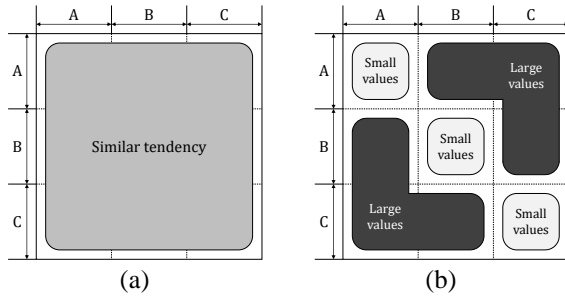 A B C
A
B
C
Similar tendency
(a)
A B C
A
B
C
Small
values
Large
values
Small
values
Large
values
Small
values
(b)